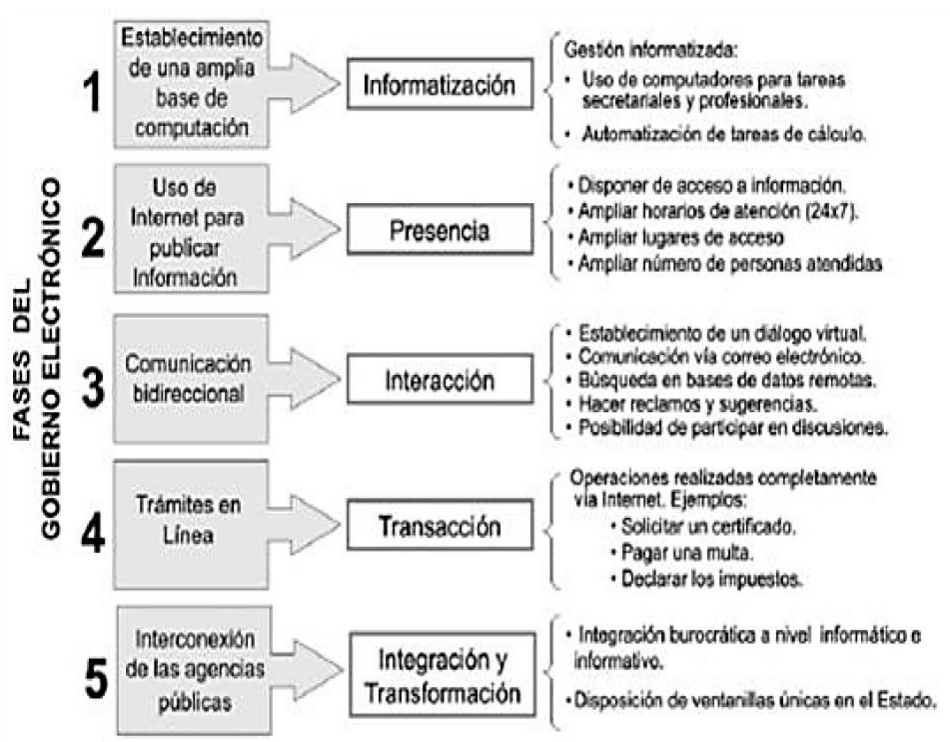 FASES DEL
GOBIERNO ELECTRÓNICO
1
Establecimiento
de una amplia
base de
computación
Informatización
Gestión informatizada:
• Uso de computadores para tareas
secretariales y profesionales.
• Automatización de tareas de cálculo.
2
Uso de
Internet para
publicar
Información
Presencia
• Disponer de acceso a información.
• Ampliar horarios de atención (24x7).
• Ampliar lugares de acceso
• Ampliar número de personas atendidas
3
Comunicación
bidireccional
Interacción
• Establecimiento de un diálogo virtual.
• Comunicación vía correo electrónico.
• Búsqueda en bases de datos remotas.
• Hacer reclamos y sugerencias.
• Posibilidad de participar en discusiones.
4
Trámites en
Línea
Transacción
Operaciones realizadas completamente
vía Internet. Ejemplos:
• Solicitar un certificado.
• Pagar una multa.
• Declarar los impuestos.
5
Interconexión
de las agencias
públicas
Integración y
Transformación
• Integración burocrática a nivel informático e
informativo.
• Disposición de ventanillas únicas en el Estado.